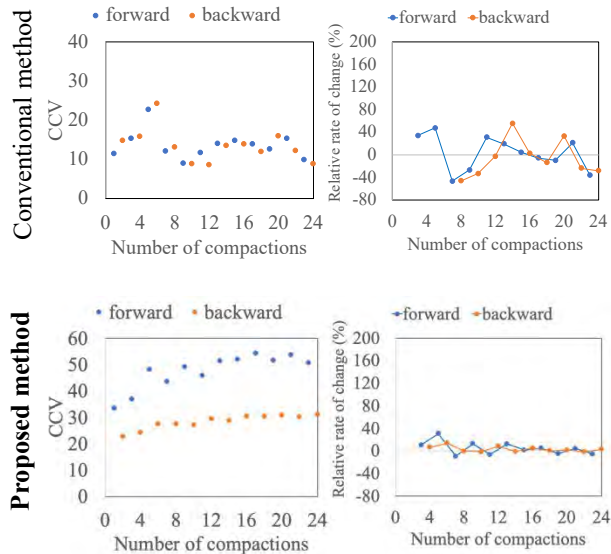 Conventional method
forward backward
40
30
20
10
0
CCV
0 4 8 12 16 20 24
Number of compactions
forward backward
200
160
120
80
40
0
-40
-80
Relative rate of change (%)
0 4 8 12 16 20 24
Number of compactions
Proposed method
forward backward
60
50
40
30
20
10
0
CCV
0 4 8 12 16 20 24
Number of compactions
forward backward
200
160
120
80
40
0
-40
-80
Relative rate of change (%)
0 4 8 12 16 20 24
Number of compactions